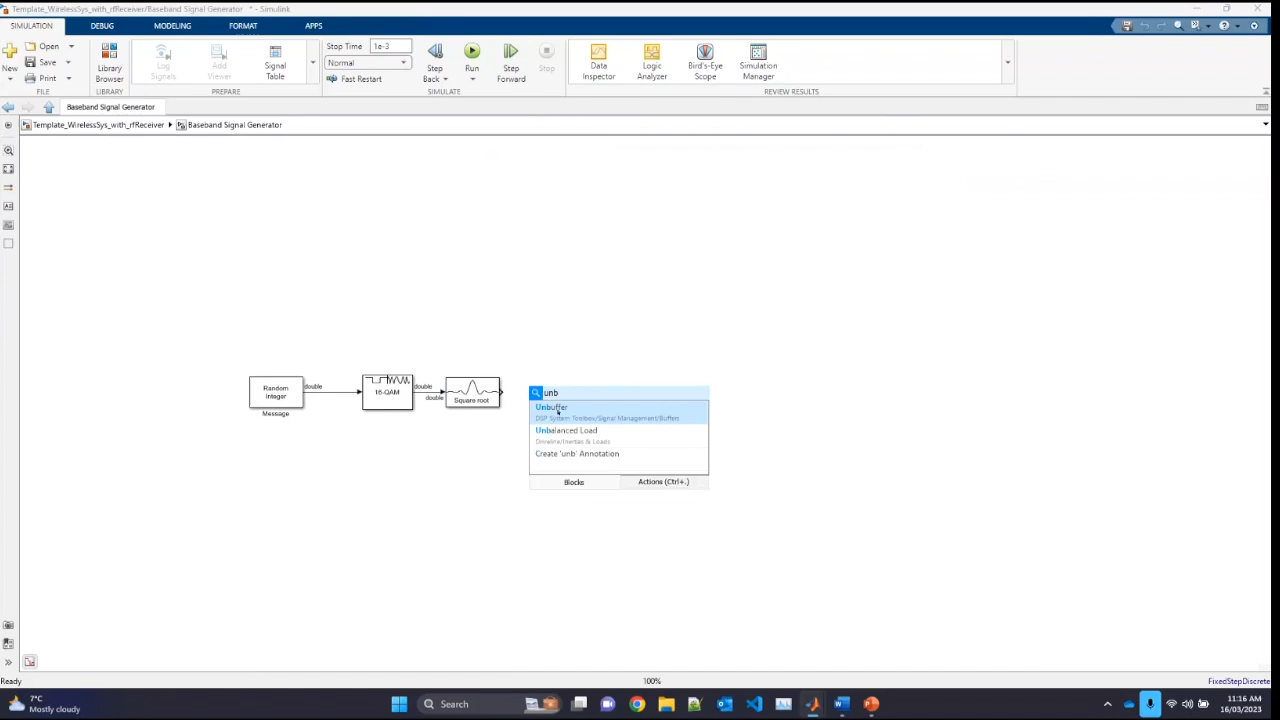 Template_WirelessSys_with_rfReceiver/Baseband Signal Generator * - Simulink
SIMULATION DEBUG MODELING FORMAT APPS
New
Open
Save
Print
FILE
Library
Browser
LIBRARY
Log
Signals
Add
Viewer
Signal
Table
PREPARE
Stop Time 1e-3
Normal
Fast Restart
Step
Back
Run
Step
Forward
Stop
SIMULATE
Data
Inspector
Logic
Analyzer
Bird's-Eye
Scope
Simulation
Manager
REVIEW RESULTS
Baseband Signal Generator
Template_WirelessSys_with_rfReceiver Baseband Signal Generator
Random
Integer
Message
double
16-QAM
double
double
Square root
unb
Unbuffer
DSP System Toolbox/Signal Management/Buffers
Unbalanced Load
Driveline/Inertias & Loads
Create 'unb' Annotation
Blocks Actions (Ctrl+.)
Ready 100% FixedStepDiscrete
7°C
Mostly cloudy
Search
11:16 AM
16/03/2023